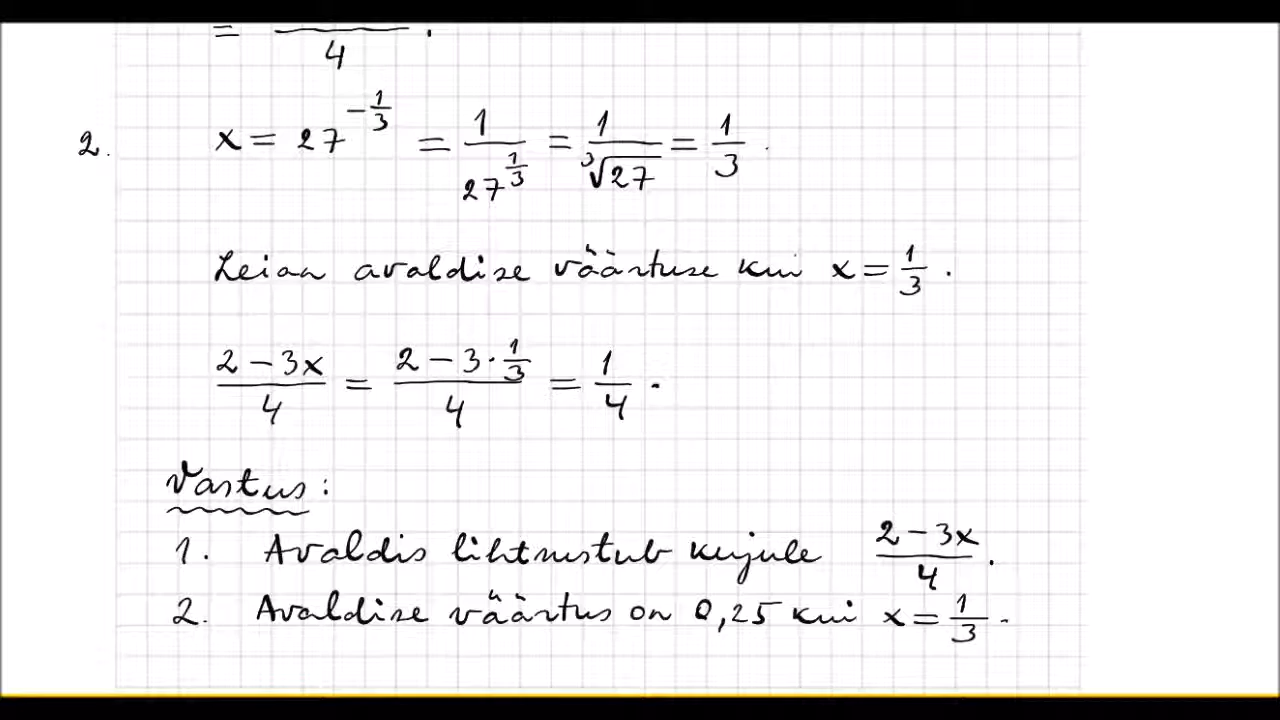 = ─/4 .
2. x = 27^{-1/3} = 1/27^{1/3} = 1/∛27 = 1/3 .
Leian avaldise väärtuse kui x = 1/3 .
(2 - 3x)/4 = (2 - 3 · 1/3)/4 = 1/4 .
Vastus :
1. Avaldis lihtsustub kujule (2 - 3x)/4 .
2. Avaldise väärtus on 0,25 kui x = 1/3 .